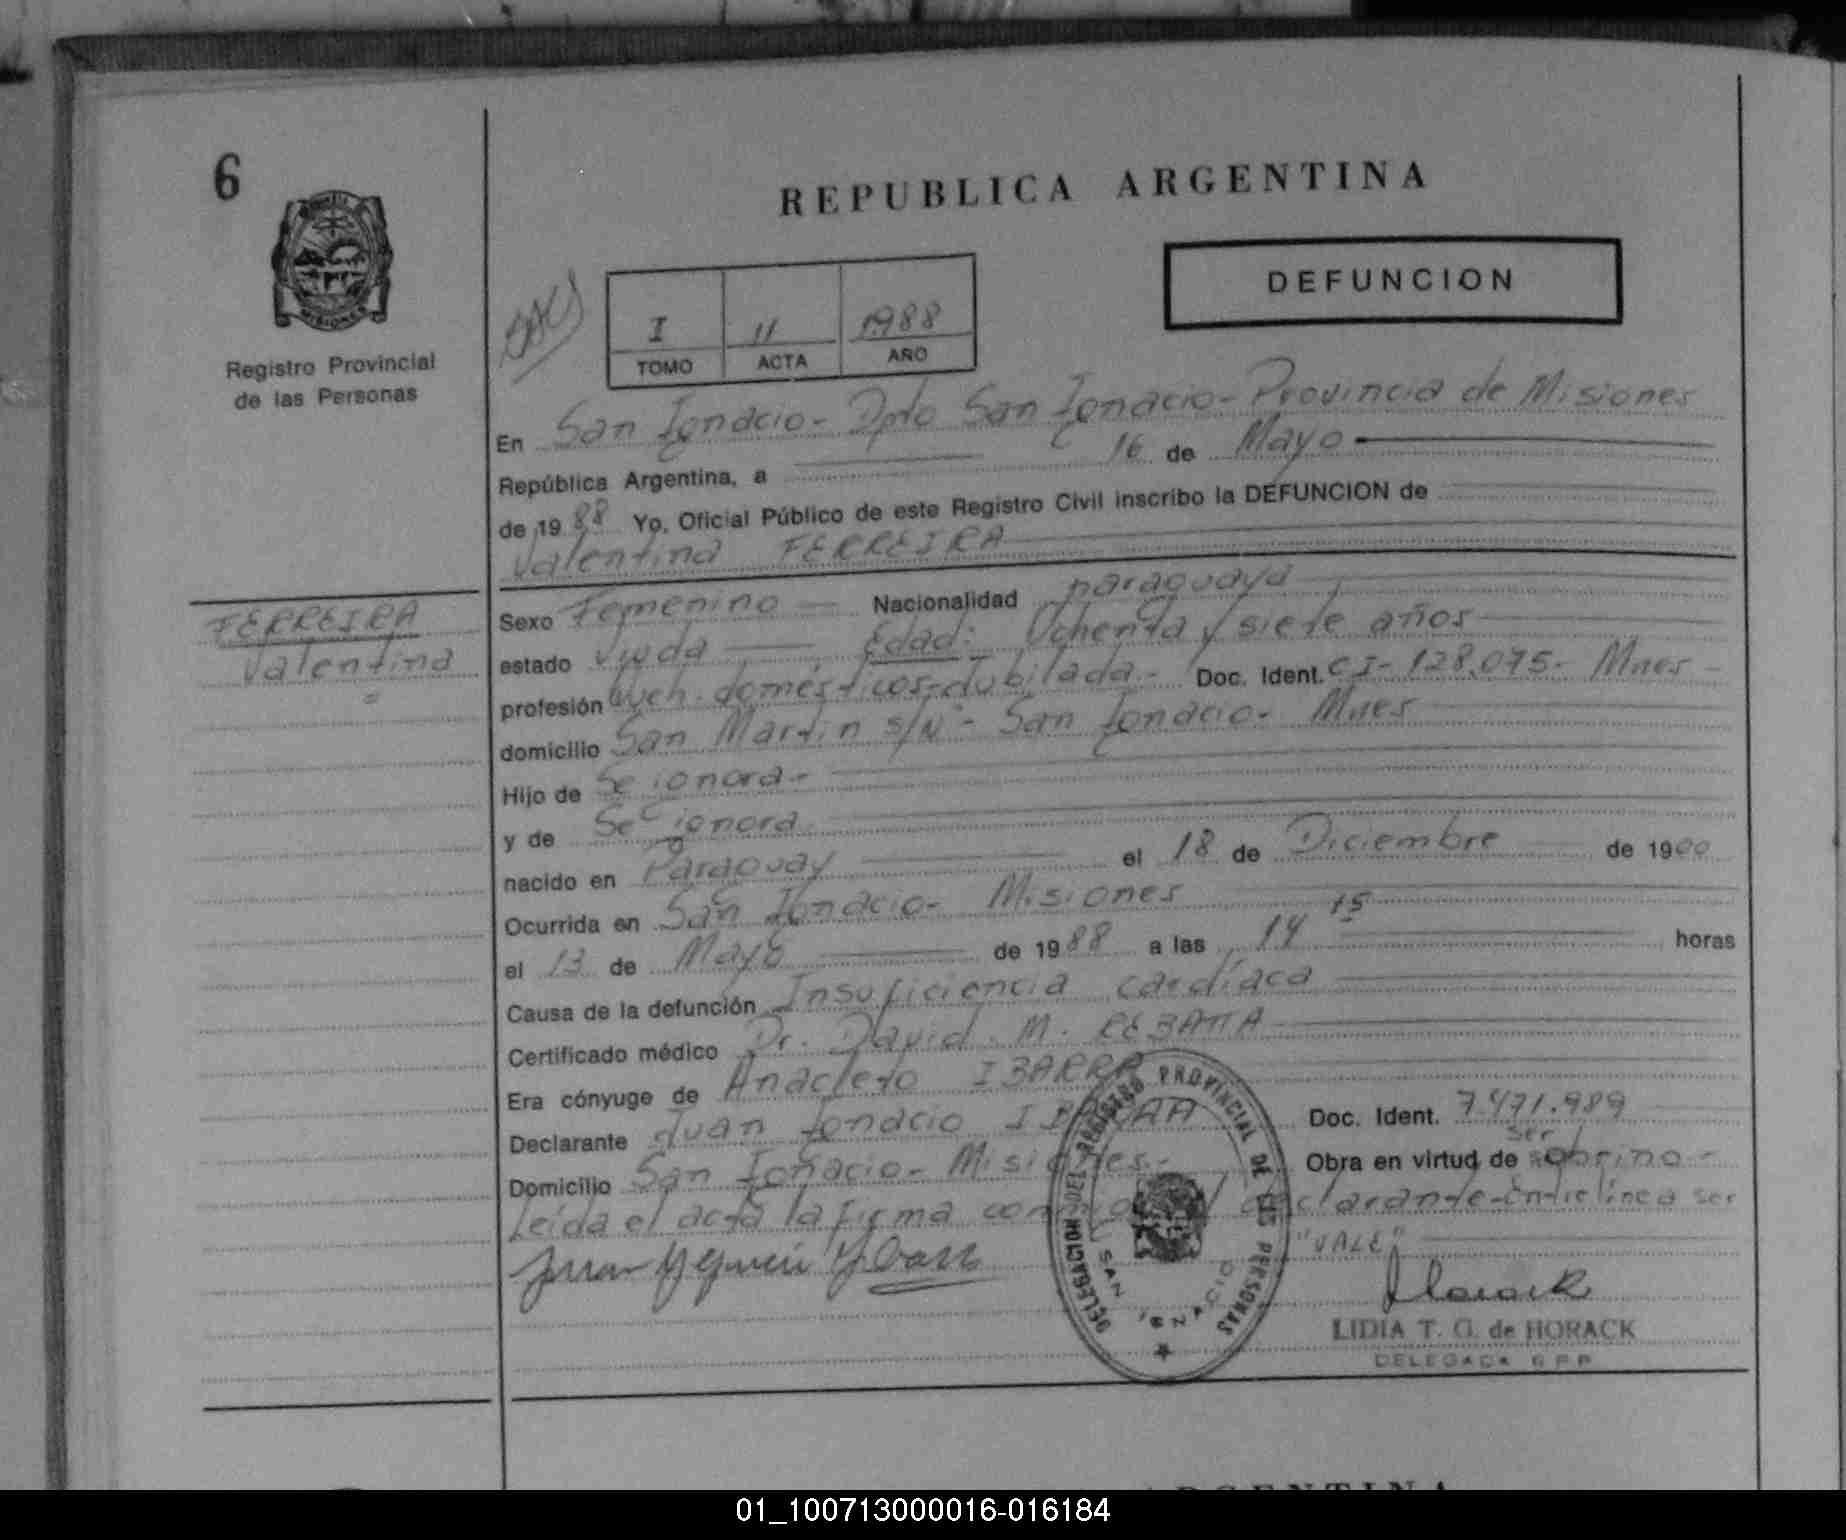 6
REPUBLICA ARGENTINA
DEFUNCION
MISIONES
Registro Provincial
de las Personas
I 11 1988
TOMO ACTA AÑO
En San Ignacio- Dpto San Ignacio- Provincia de Misiones
República Argentina, a 16 de Mayo
de 1988 Yo, Oficial Público de este Registro Civil inscribo la DEFUNCION de
Valentina FERREIRA
FERREIRA
Valentina
Sexo Femenino Nacionalidad paraguaya
estado Viuda Edad: Ochenta y siete años
profesión Queh. domésticos-Jubilada.- Doc. Ident. CI- 128.075- Mnes-
domicilio San Martin s/Nº- San Ignacio- Mnes
Hijo de Se ignora-
y de Se ignora
nacido en Paraguay el 18 de Diciembre de 1900
Ocurrida en San Ignacio- Misiones
el 13 de Mayo de 1988 a las 14 15 horas
Causa de la defunción Insuficiencia cardíaca
Certificado médico Dr. David M. REBATTA
Era cónyuge de Anacleto IBARRA
Declarante Juan Ignacio IBARRA Doc. Ident. 7.471.989
Domicilio San Ignacio- Misiones.- Obra en virtud de ser sobrino-
Leída el acta la firma conmigo el declarante-Entrelínea ser
"VALE"
DELEGACION DEL REGISTRO PROVINCIAL DE LAS PERSONAS
SAN IGNACIO
LIDIA T. G. de HORACK
DELEGADA R.P.P.
ARGENTINA
01_100713000016-016184